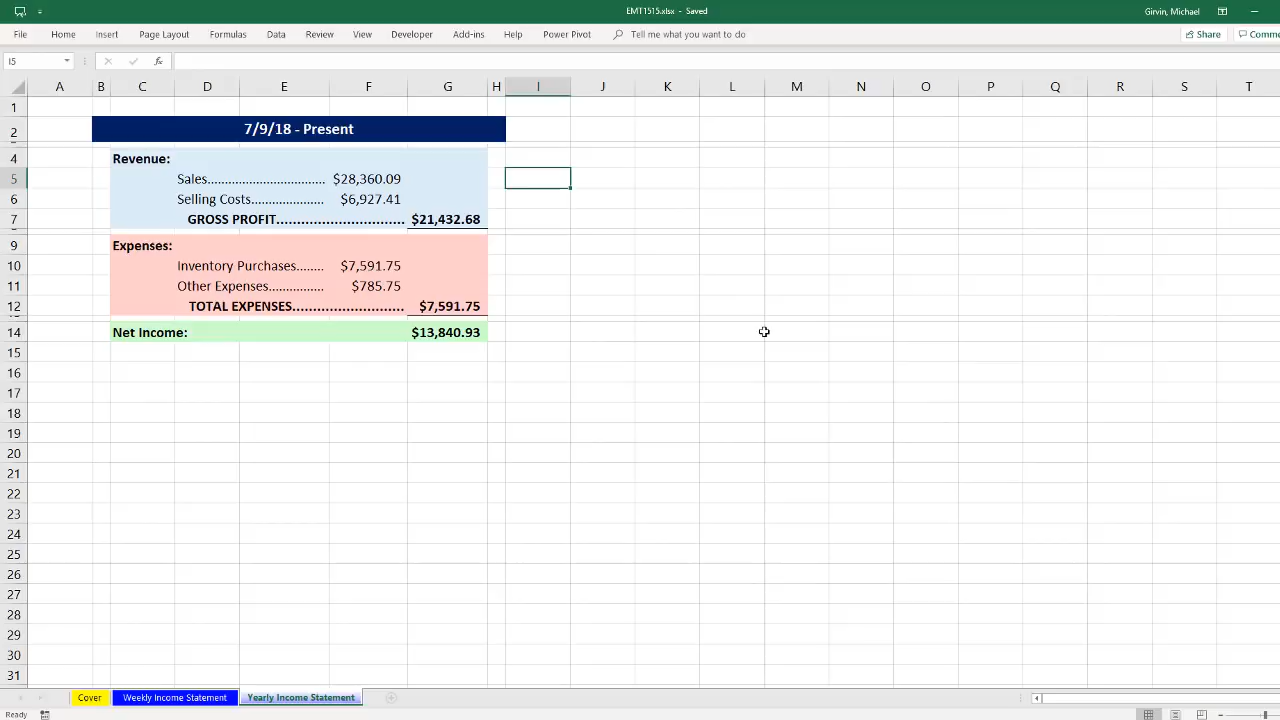 EMT1515.xlsx - Saved
Girvin, Michael
File Home Insert Page Layout Formulas Data Review View Developer Add-ins Help Power Pivot Tell me what you want to do Share Comme
I5 fx
A B C D E F G H I J K L M N O P Q R S T
1
2 7/9/18 - Present
4 Revenue:
5 Sales................................ $28,360.09
6 Selling Costs.................... $6,927.41
7 GROSS PROFIT............................... $21,432.68
9 Expenses:
10 Inventory Purchases........ $7,591.75
11 Other Expenses............... $785.75
12 TOTAL EXPENSES........................... $7,591.75
14 Net Income: $13,840.93
15
16
17
18
19
20
21
22
23
24
25
26
27
28
29
30
31
Cover Weekly Income Statement Yearly Income Statement
Ready